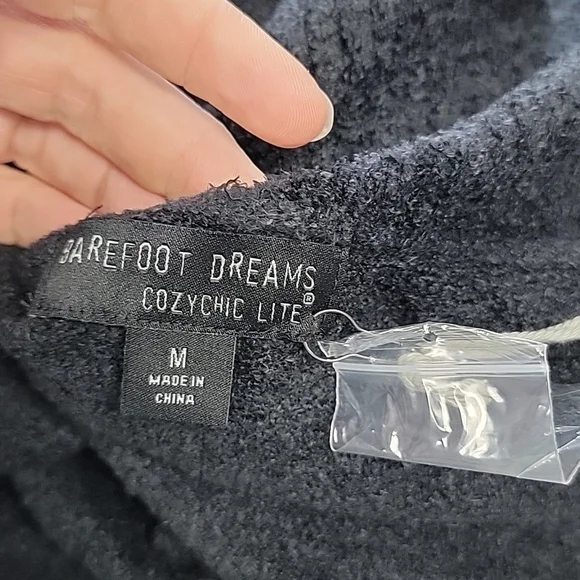 BAREFOOT DREAMS
COZYCHIC LITE®
M
MADE IN
CHINA